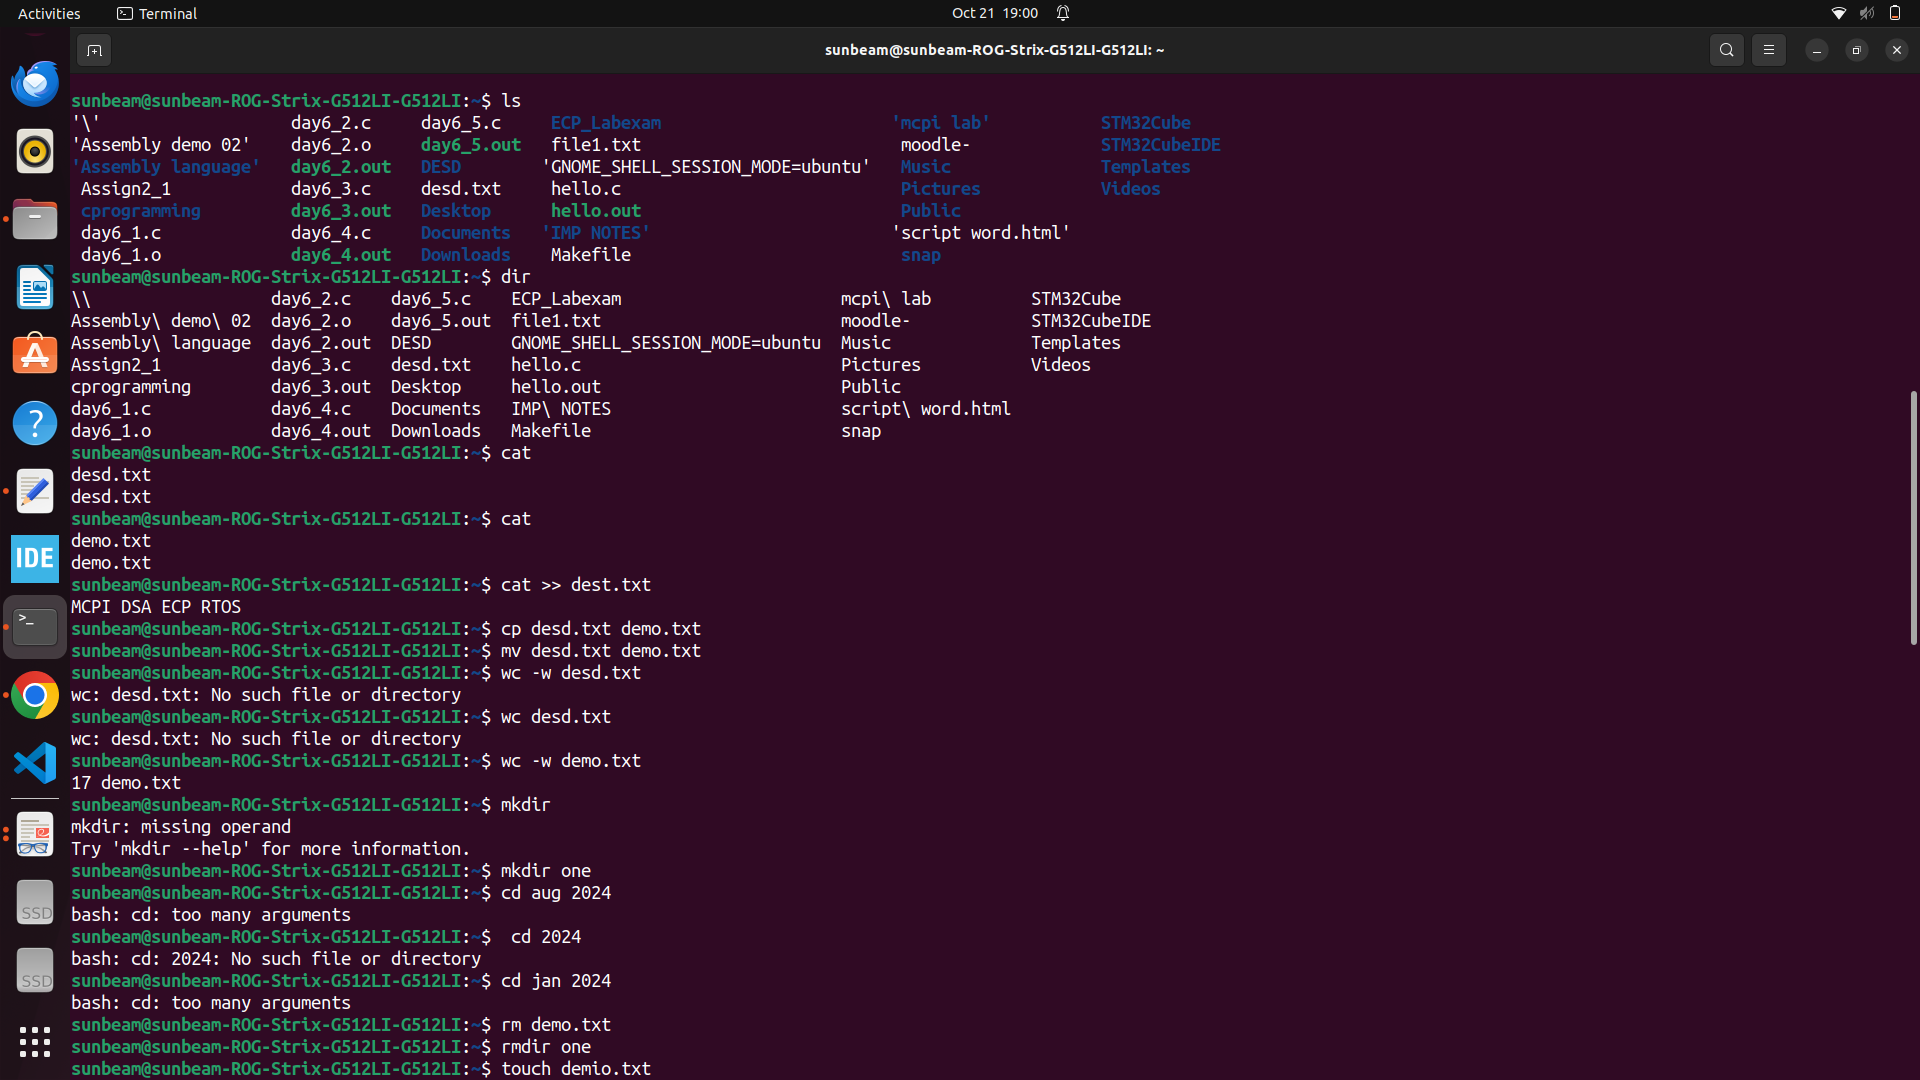 Activities Terminal Oct 21 19:00
sunbeam@sunbeam-ROG-Strix-G512LI-G512LI: ~
sunbeam@sunbeam-ROG-Strix-G512LI-G512LI:~$ ls
'\' day6_2.c day6_5.c ECP_Labexam 'mcpi lab' STM32Cube
'Assembly demo 02' day6_2.o day6_5.out file1.txt moodle- STM32CubeIDE
'Assembly language' day6_2.out DESD 'GNOME_SHELL_SESSION_MODE=ubuntu' Music Templates
Assign2_1 day6_3.c desd.txt hello.c Pictures Videos
cprogramming day6_3.out Desktop hello.out Public
day6_1.c day6_4.c Documents 'IMP NOTES' 'script word.html'
day6_1.o day6_4.out Downloads Makefile snap
sunbeam@sunbeam-ROG-Strix-G512LI-G512LI:~$ dir
\\ day6_2.c day6_5.c ECP_Labexam mcpi\ lab STM32Cube
Assembly\ demo\ 02 day6_2.o day6_5.out file1.txt moodle- STM32CubeIDE
Assembly\ language day6_2.out DESD GNOME_SHELL_SESSION_MODE=ubuntu Music Templates
Assign2_1 day6_3.c desd.txt hello.c Pictures Videos
cprogramming day6_3.out Desktop hello.out Public
day6_1.c day6_4.c Documents IMP\ NOTES script\ word.html
day6_1.o day6_4.out Downloads Makefile snap
sunbeam@sunbeam-ROG-Strix-G512LI-G512LI:~$ cat
desd.txt
desd.txt
sunbeam@sunbeam-ROG-Strix-G512LI-G512LI:~$ cat
demo.txt
demo.txt
sunbeam@sunbeam-ROG-Strix-G512LI-G512LI:~$ cat >> dest.txt
MCPI DSA ECP RTOS
sunbeam@sunbeam-ROG-Strix-G512LI-G512LI:~$ cp desd.txt demo.txt
sunbeam@sunbeam-ROG-Strix-G512LI-G512LI:~$ mv desd.txt demo.txt
sunbeam@sunbeam-ROG-Strix-G512LI-G512LI:~$ wc -w desd.txt
wc: desd.txt: No such file or directory
sunbeam@sunbeam-ROG-Strix-G512LI-G512LI:~$ wc desd.txt
wc: desd.txt: No such file or directory
sunbeam@sunbeam-ROG-Strix-G512LI-G512LI:~$ wc -w demo.txt
17 demo.txt
sunbeam@sunbeam-ROG-Strix-G512LI-G512LI:~$ mkdir
mkdir: missing operand
Try 'mkdir --help' for more information.
sunbeam@sunbeam-ROG-Strix-G512LI-G512LI:~$ mkdir one
sunbeam@sunbeam-ROG-Strix-G512LI-G512LI:~$ cd aug 2024
bash: cd: too many arguments
sunbeam@sunbeam-ROG-Strix-G512LI-G512LI:~$  cd 2024
bash: cd: 2024: No such file or directory
sunbeam@sunbeam-ROG-Strix-G512LI-G512LI:~$ cd jan 2024
bash: cd: too many arguments
sunbeam@sunbeam-ROG-Strix-G512LI-G512LI:~$ rm demo.txt
sunbeam@sunbeam-ROG-Strix-G512LI-G512LI:~$ rmdir one
sunbeam@sunbeam-ROG-Strix-G512LI-G512LI:~$ touch demio.txt
IDE
SSD
SSD